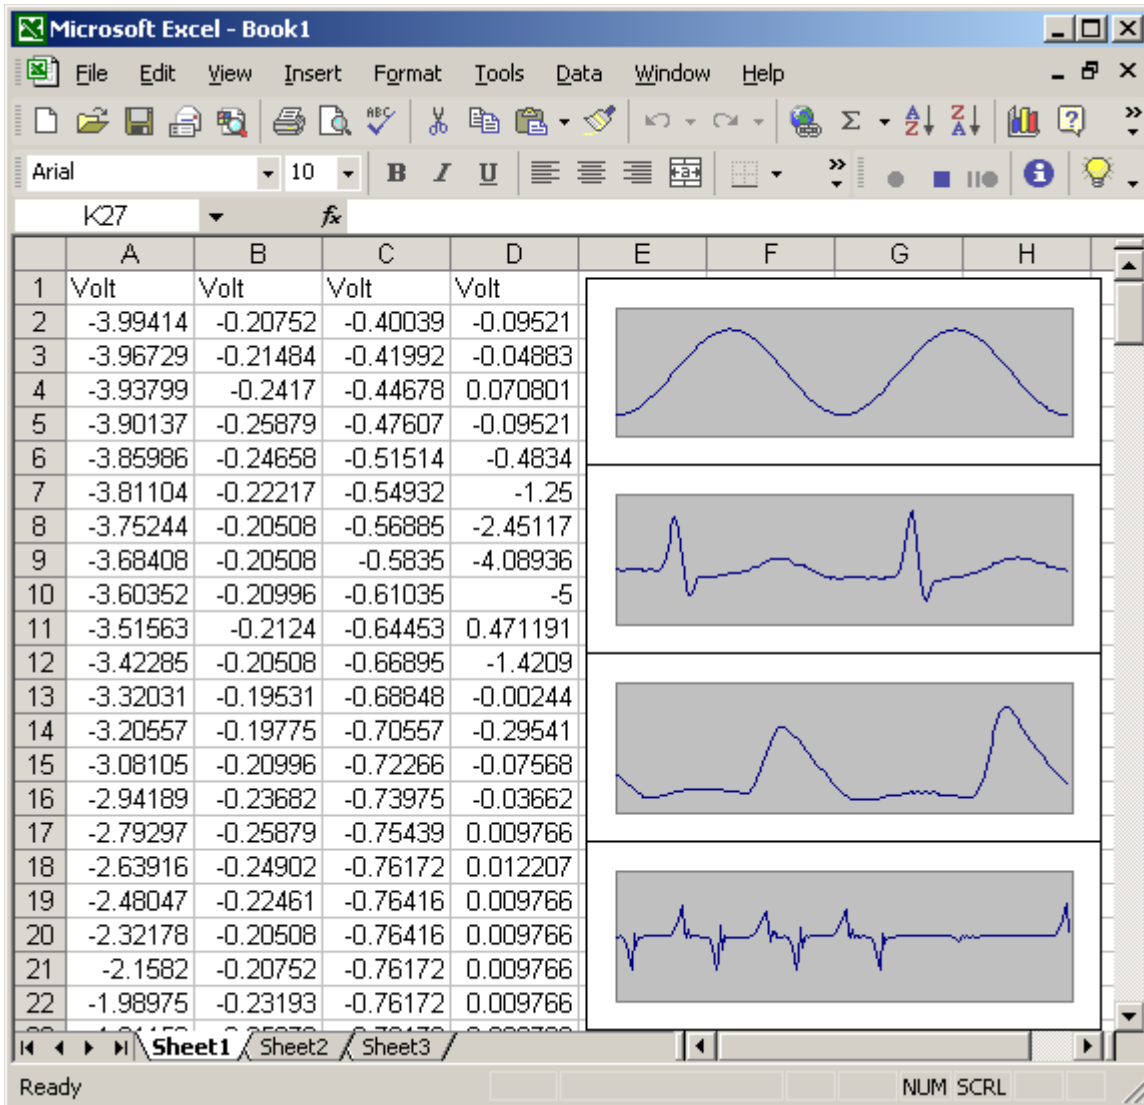 Microsoft Excel - Book1
File Edit View Insert Format Tools Data Window Help
ABC Σ A Z Z A ?
Arial 10 B I U a
K27 fx
A B C D E F G H
1 Volt Volt Volt Volt
2 -3.99414 -0.20752 -0.40039 -0.09521
3 -3.96729 -0.21484 -0.41992 -0.04883
4 -3.93799 -0.2417 -0.44678 0.070801
5 -3.90137 -0.25879 -0.47607 -0.09521
6 -3.85986 -0.24658 -0.51514 -0.4834
7 -3.81104 -0.22217 -0.54932 -1.25
8 -3.75244 -0.20508 -0.56885 -2.45117
9 -3.68408 -0.20508 -0.5835 -4.08936
10 -3.60352 -0.20996 -0.61035 -5
11 -3.51563 -0.2124 -0.64453 0.471191
12 -3.42285 -0.20508 -0.66895 -1.4209
13 -3.32031 -0.19531 -0.68848 -0.00244
14 -3.20557 -0.19775 -0.70557 -0.29541
15 -3.08105 -0.20996 -0.72266 -0.07568
16 -2.94189 -0.23682 -0.73975 -0.03662
17 -2.79297 -0.25879 -0.75439 0.009766
18 -2.63916 -0.24902 -0.76172 0.012207
19 -2.48047 -0.22461 -0.76416 0.009766
20 -2.32178 -0.20508 -0.76416 0.009766
21 -2.1582 -0.20752 -0.76172 0.009766
22 -1.98975 -0.23193 -0.76172 0.009766
Sheet1 Sheet2 Sheet3
Ready NUM SCRL